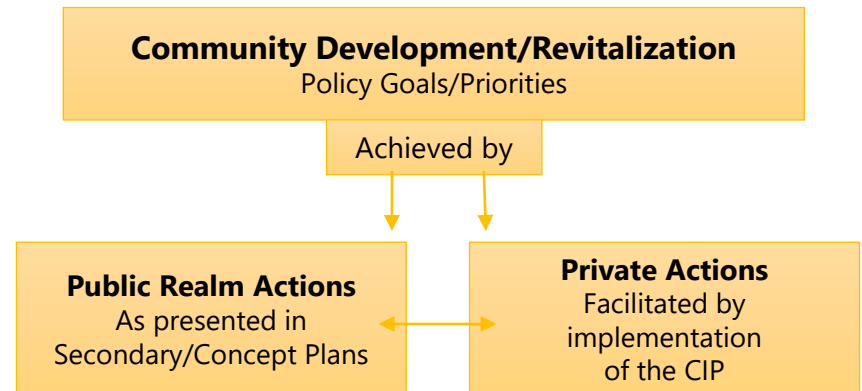 Community Development/Revitalization
Policy Goals/Priorities
Achieved by
Public Realm Actions
As presented in
Secondary/Concept Plans
Private Actions
Facilitated by
implementation
of the CIP